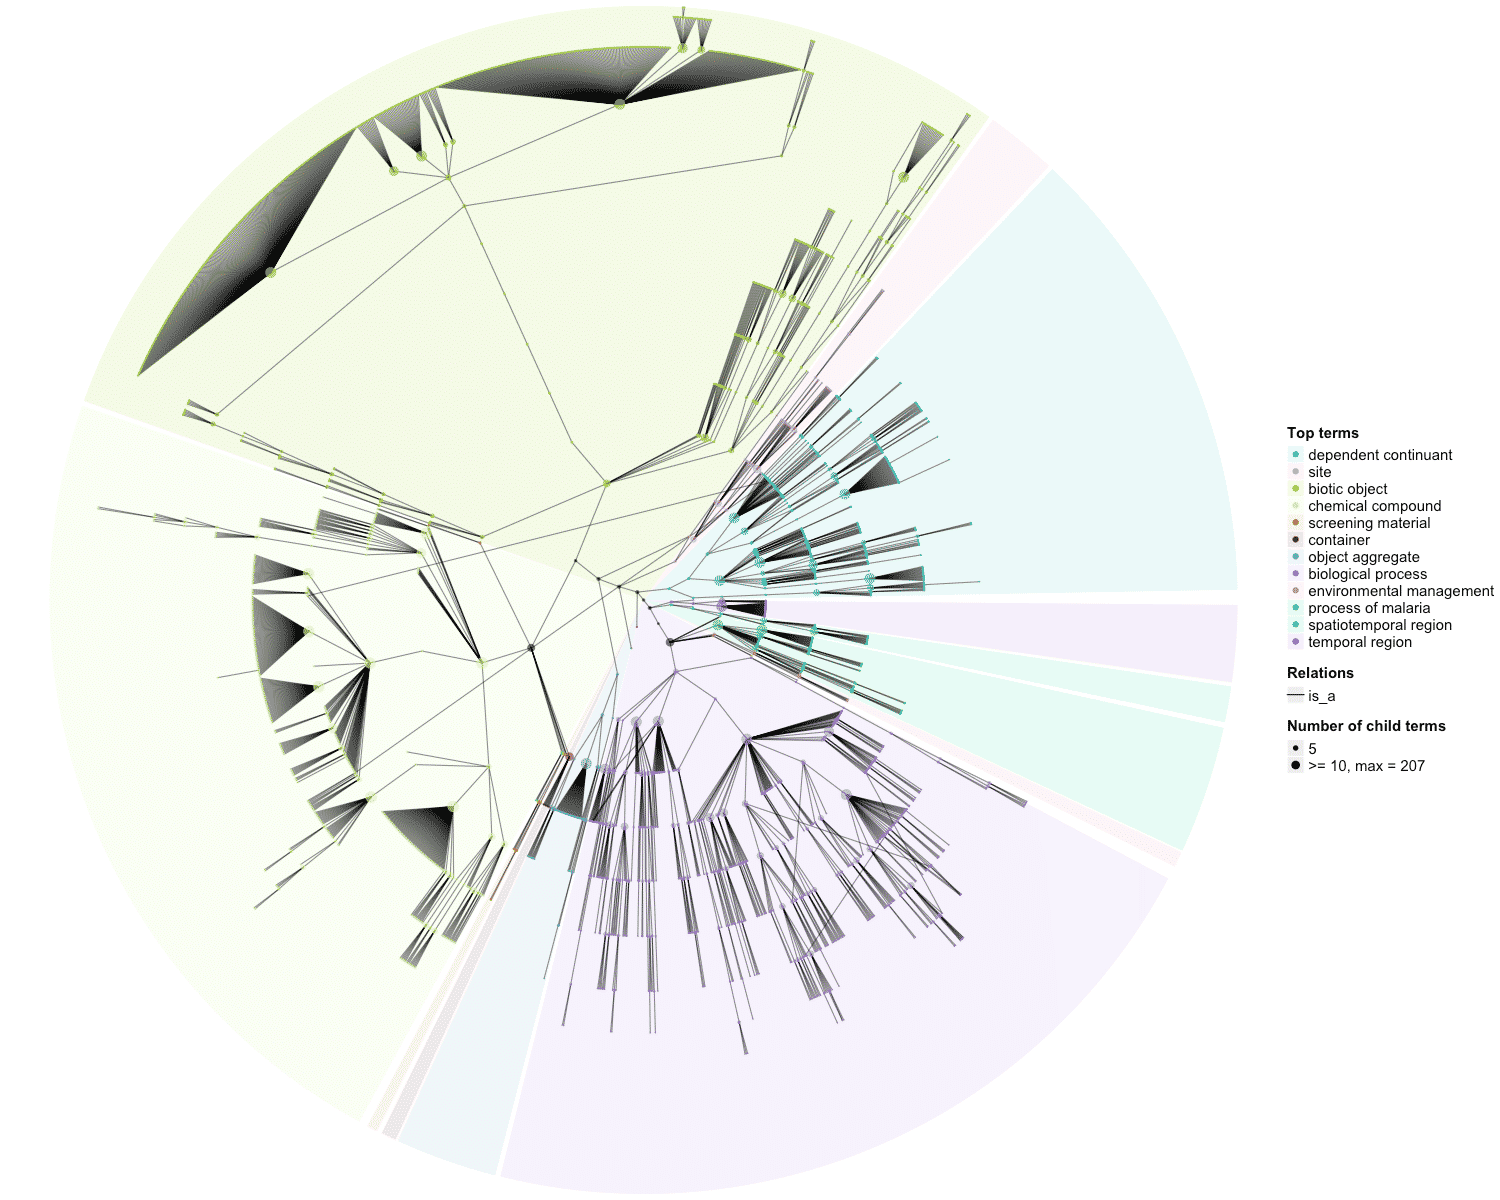 Top terms
dependent continuant
site
biotic object
chemical compound
screening material
container
object aggregate
biological process
environmental management
process of malaria
spatiotemporal region
temporal region
Relations
is_a
Number of child terms
5
>= 10, max = 207